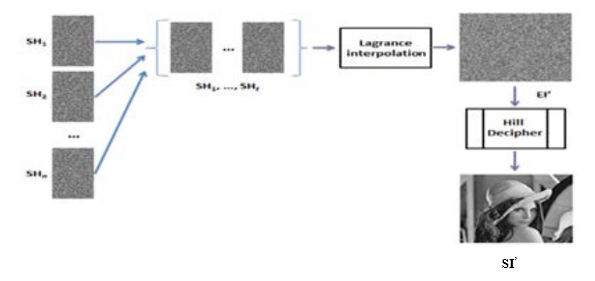 SH1
SH2
...
SHn
...
SH1, ..., SHr
Lagrance
interpolation
EI'
Hill
Decipher
SI'